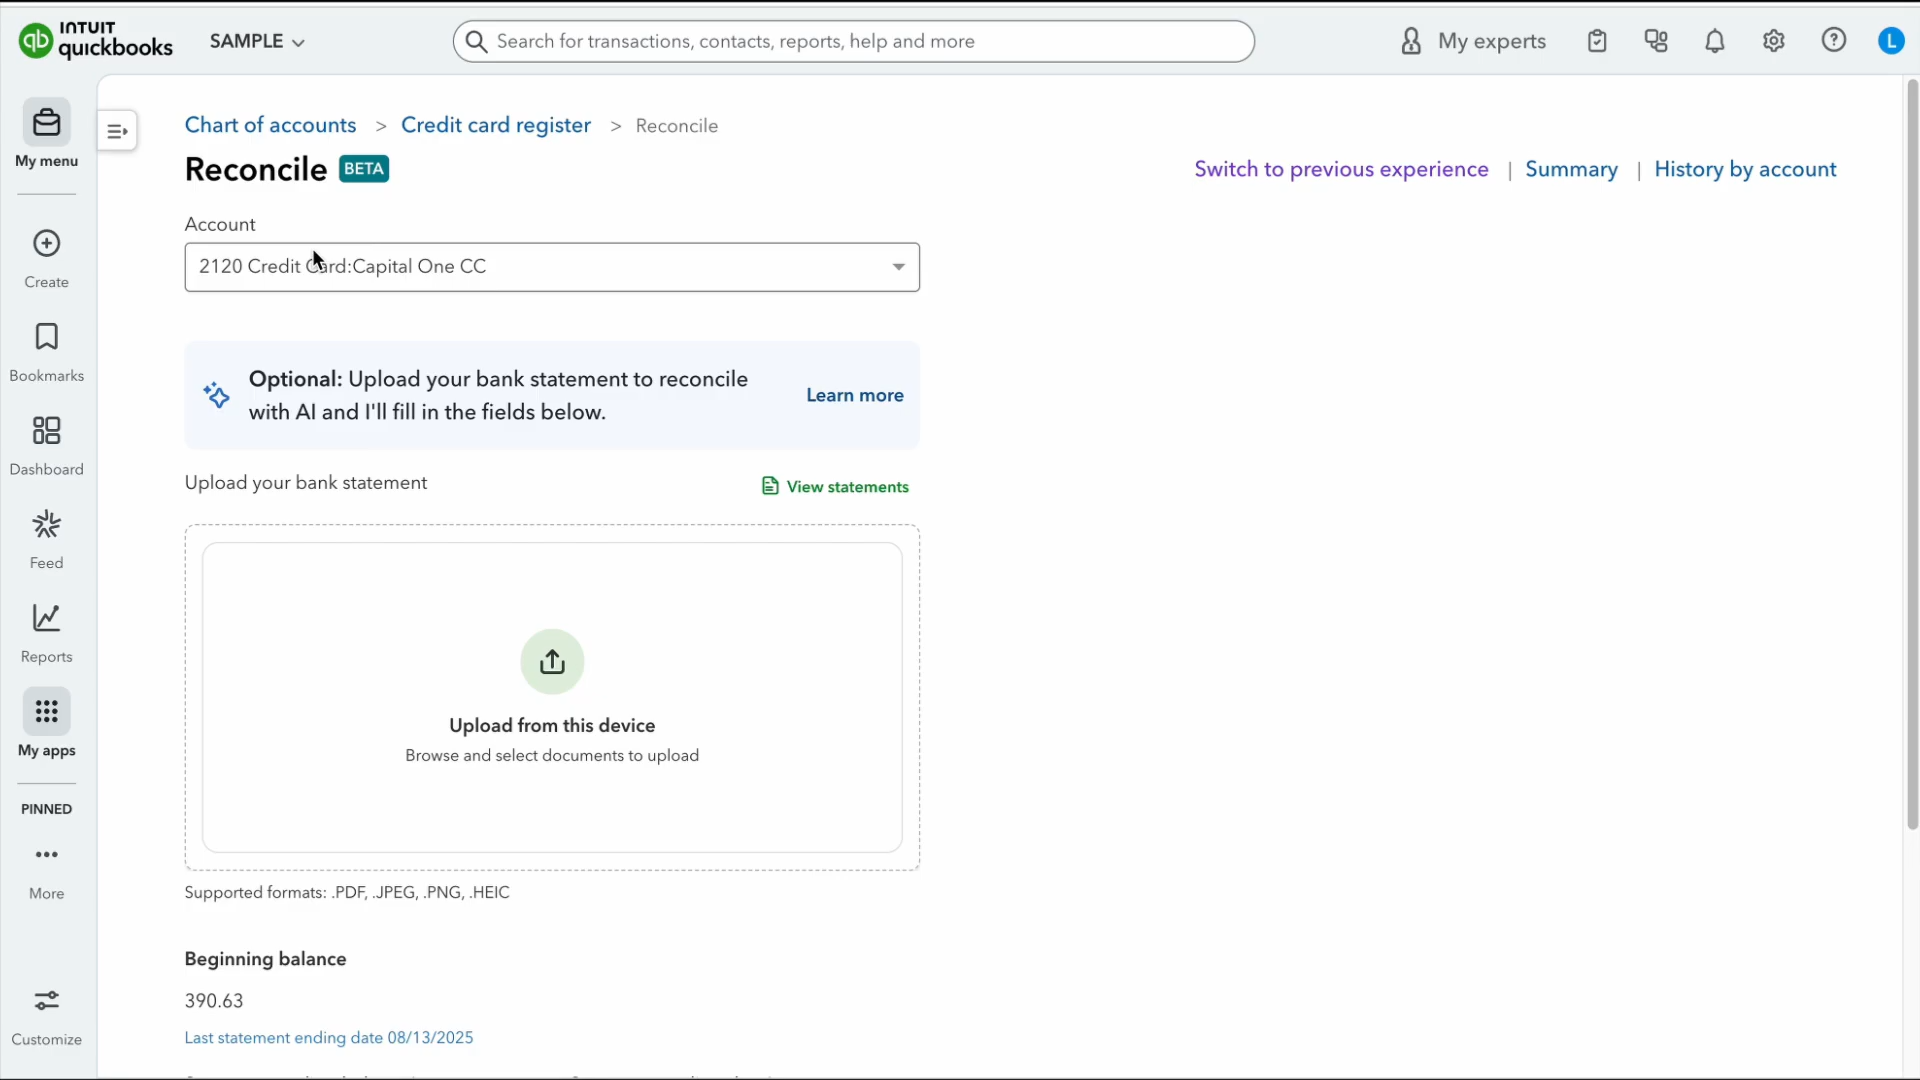 INTUIT
quickbooks
SAMPLE
Search for transactions, contacts, reports, help and more
My experts
L
My menu
Create
Bookmarks
Dashboard
Feed
Reports
My apps
PINNED
More
Customize
Chart of accounts > Credit card register > Reconcile
Reconcile BETA
Switch to previous experience | Summary | History by account
Account
2120 Credit Card:Capital One CC
Optional: Upload your bank statement to reconcile
with AI and I'll fill in the fields below.
Learn more
Upload your bank statement
View statements
Upload from this device
Browse and select documents to upload
Supported formats: .PDF, .JPEG, .PNG, .HEIC
Beginning balance
390.63
Last statement ending date 08/13/2025